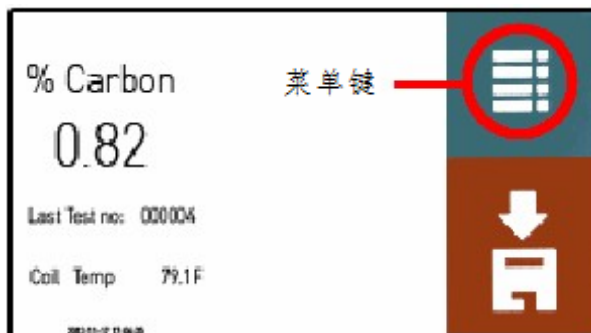 % Carbon
菜单键
0.82
Last Test no: 000004
Coil Temp 79.1F